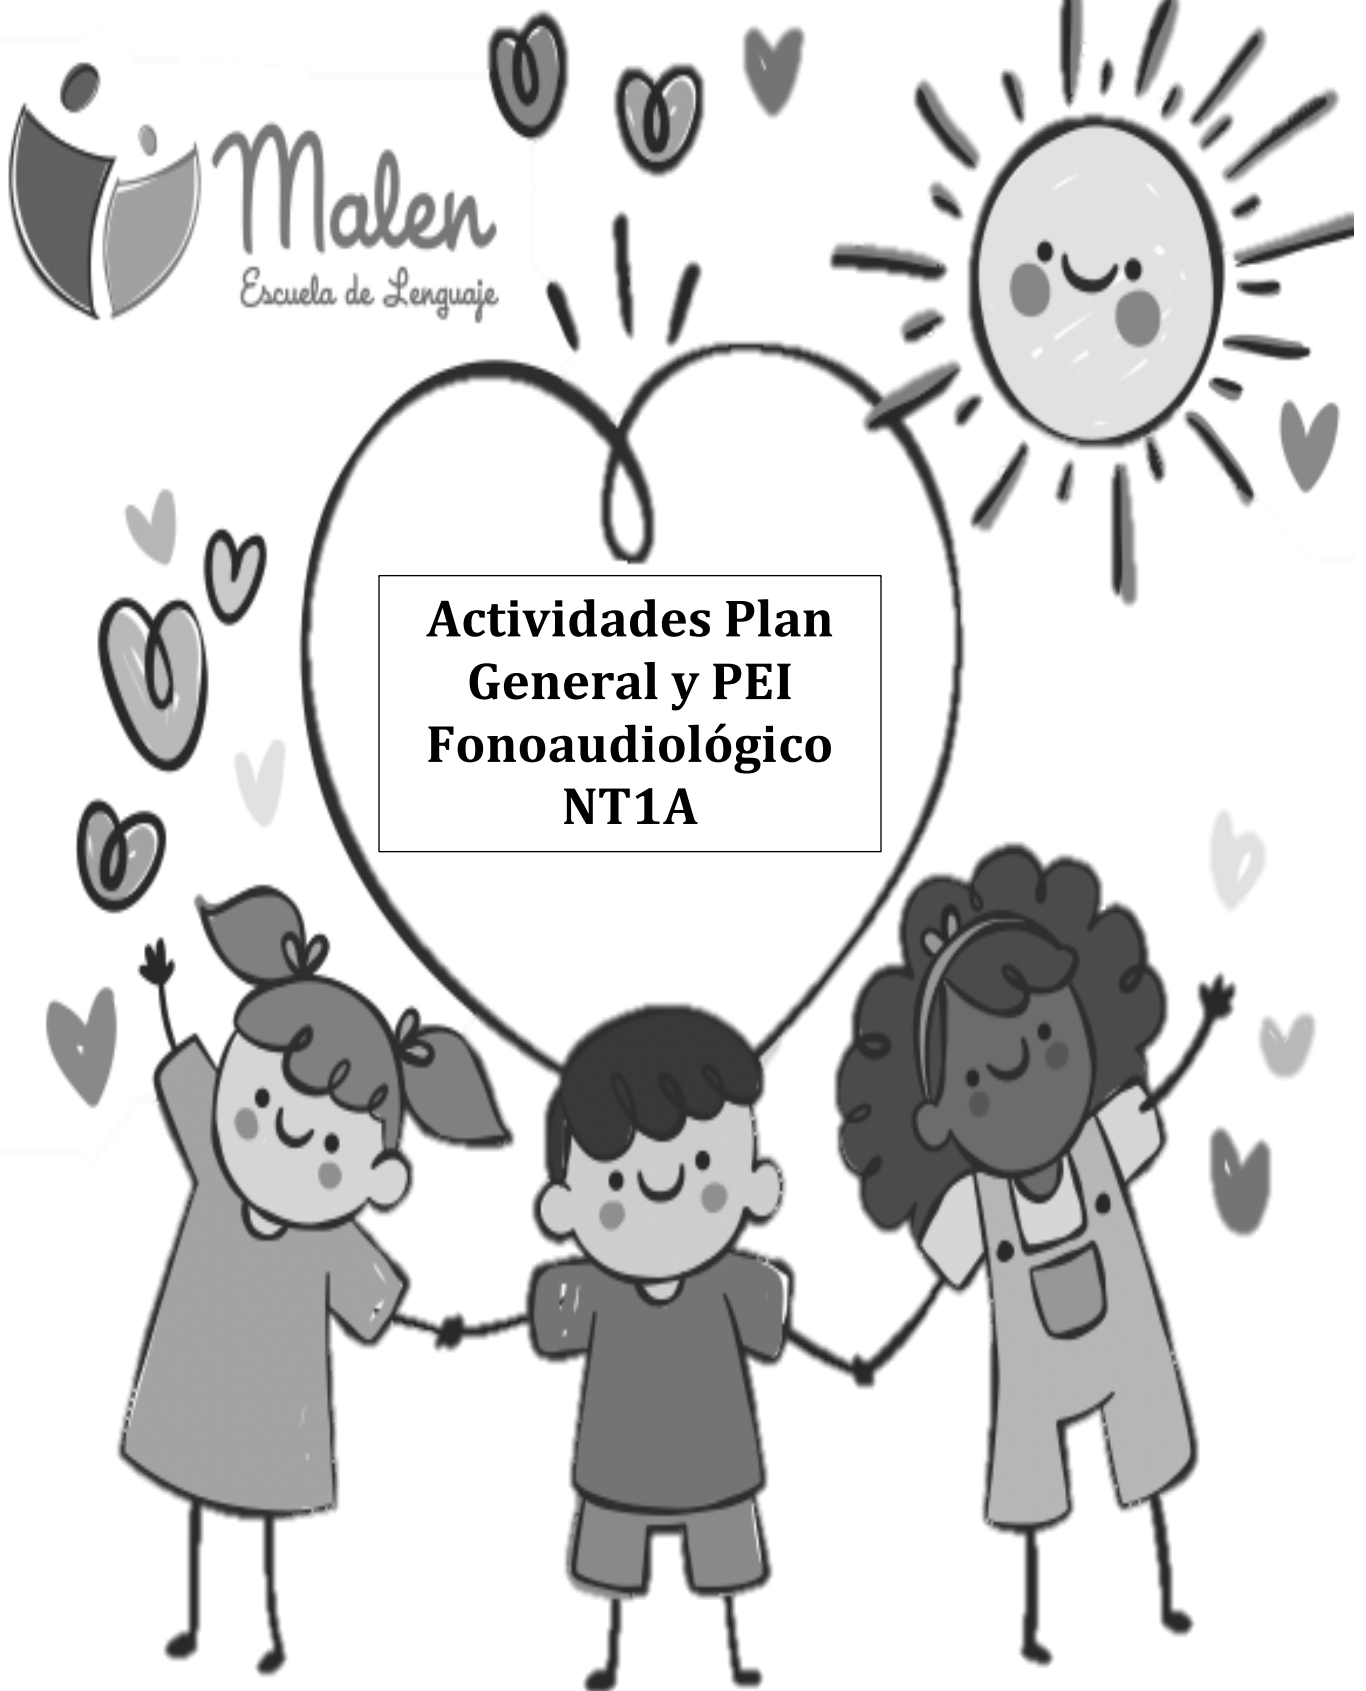 Malen
Escuela de Lenguaje
Actividades Plan
General y PEI
Fonoaudiológico
NT1A